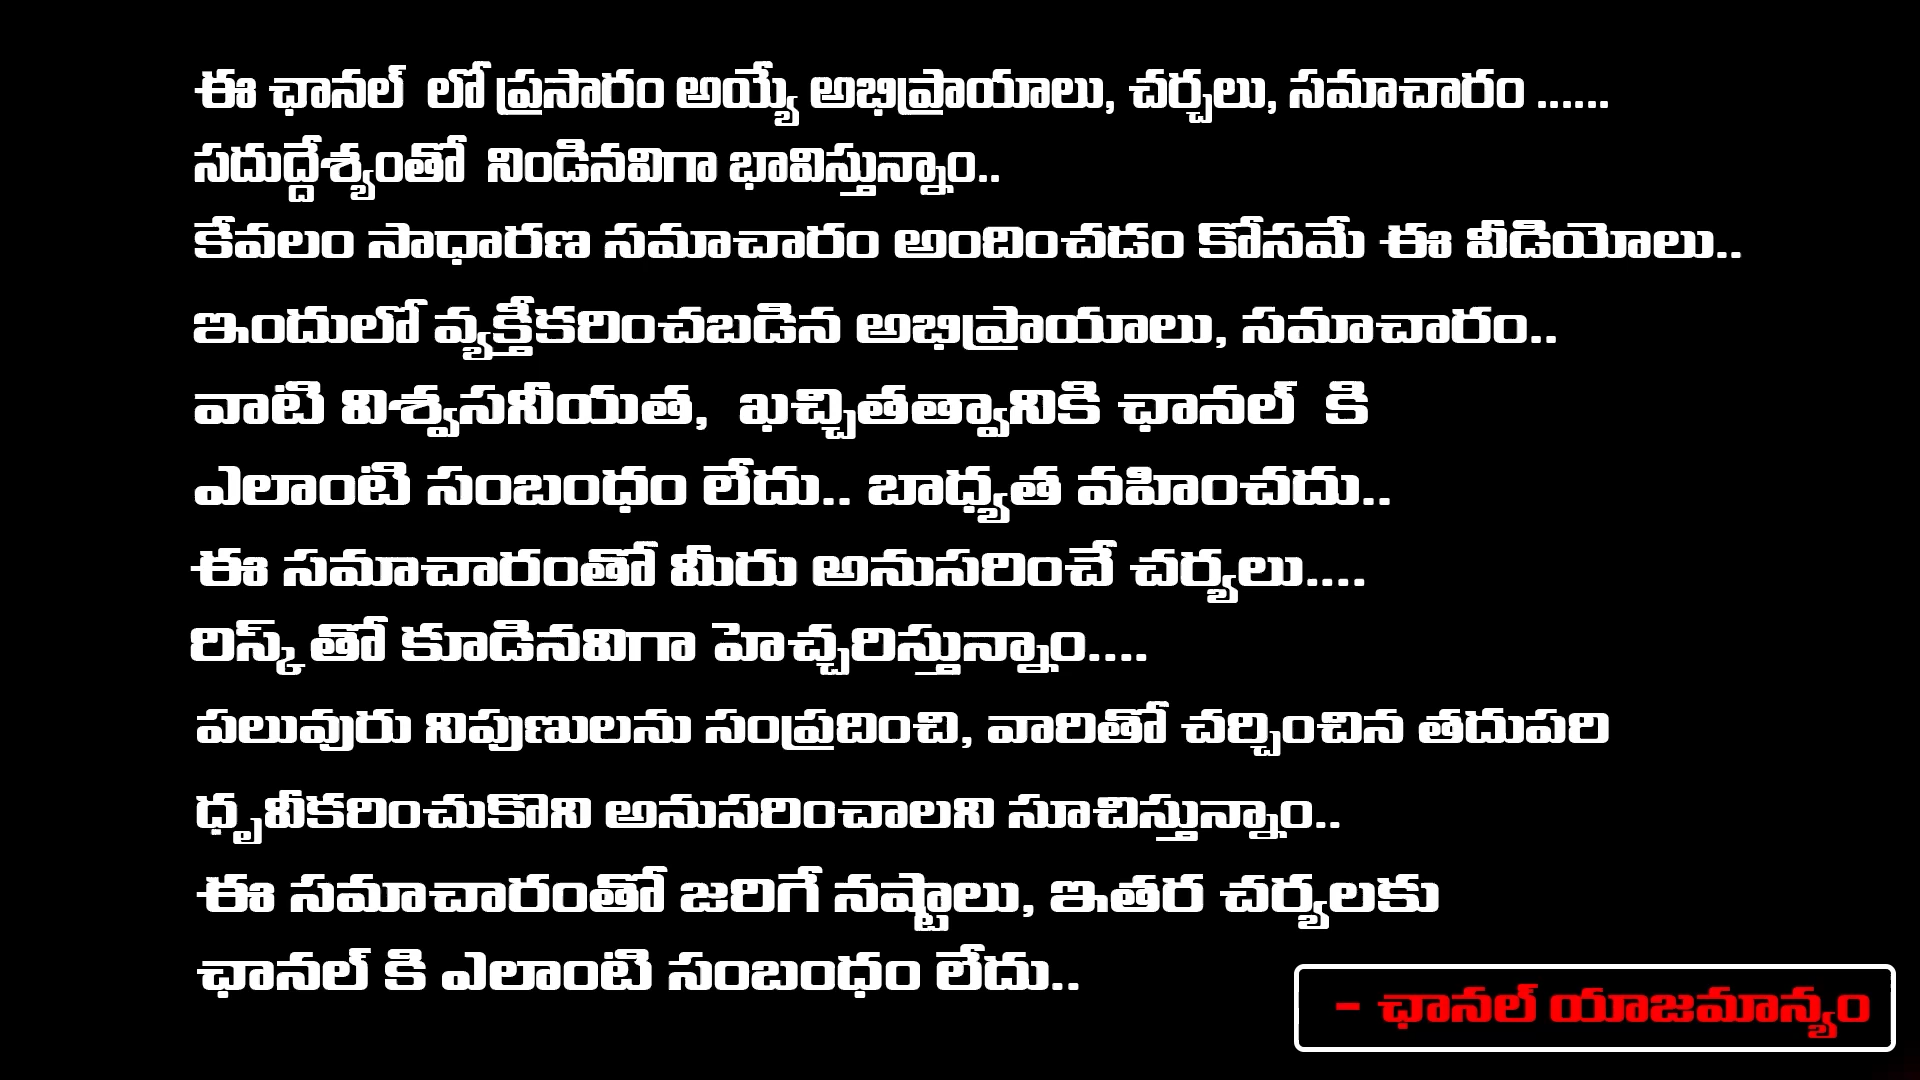 ఈ ఛానల్ లో ప్రసారం అయ్యే అభిప్రాయాలు, చర్చలు, సమాచారం ......
సదుద్దేశ్యంతో నిండినవిగా భావిస్తున్నాం..
కేవలం సాధారణ సమాచారం అందించడం కోసమే ఈ వీడియోలు..
ఇందులో వ్యక్తీకరించబడిన అభిప్రాయాలు, సమాచారం..
వాటి విశ్వసనీయత, ఖచ్చితత్వానికి ఛానల్ కి
ఎలాంటి సంబంధం లేదు.. బాధ్యత వహించదు..
ఈ సమాచారంతో మీరు అనుసరించే చర్యలు....
రిస్క్ తో కూడినవిగా హెచ్చరిస్తున్నాం....
పలువురు నిపుణులను సంప్రదించి, వారితో చర్చించిన తదుపరి
ధృవీకరించుకొని అనుసరించాలని సూచిస్తున్నాం..
ఈ సమాచారంతో జరిగే నష్టాలు, ఇతర చర్యలకు
ఛానల్ కి ఎలాంటి సంబంధం లేదు..
- ఛానల్ యాజమాన్యం